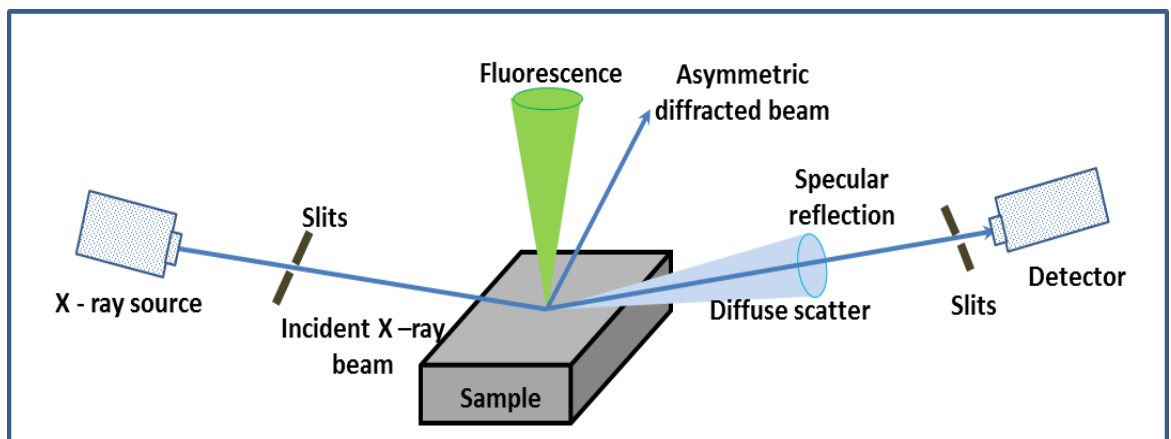 Fluorescence
Asymmetric
diffracted beam
Specular
reflection
Slits
X - ray source
Detector
Slits
Diffuse scatter
Incident X –ray
beam
Sample